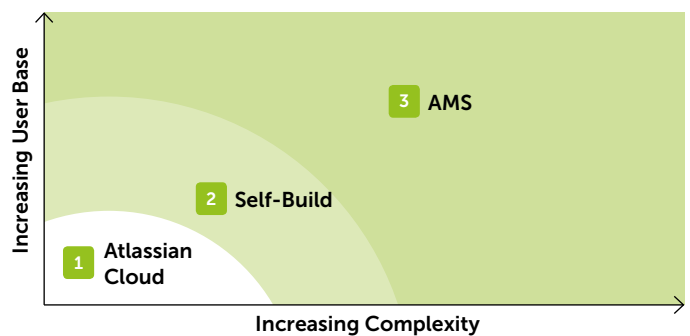 Increasing User Base
3 AMS
2 Self-Build
1 Atlassian
Cloud
Increasing Complexity